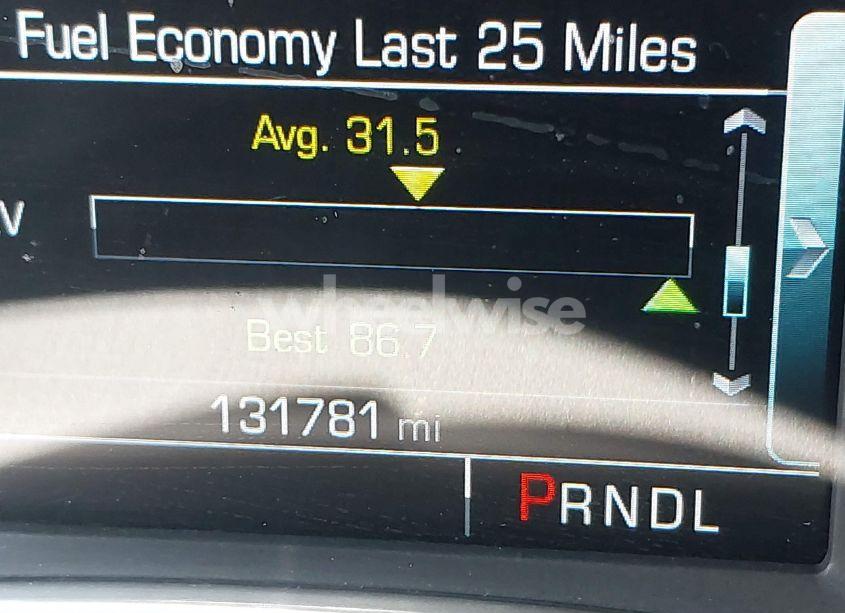 Fuel Economy Last 25 Miles
Avg. 31.5
V
wheelwise
Best 86.7
131781 mi
PRNDL